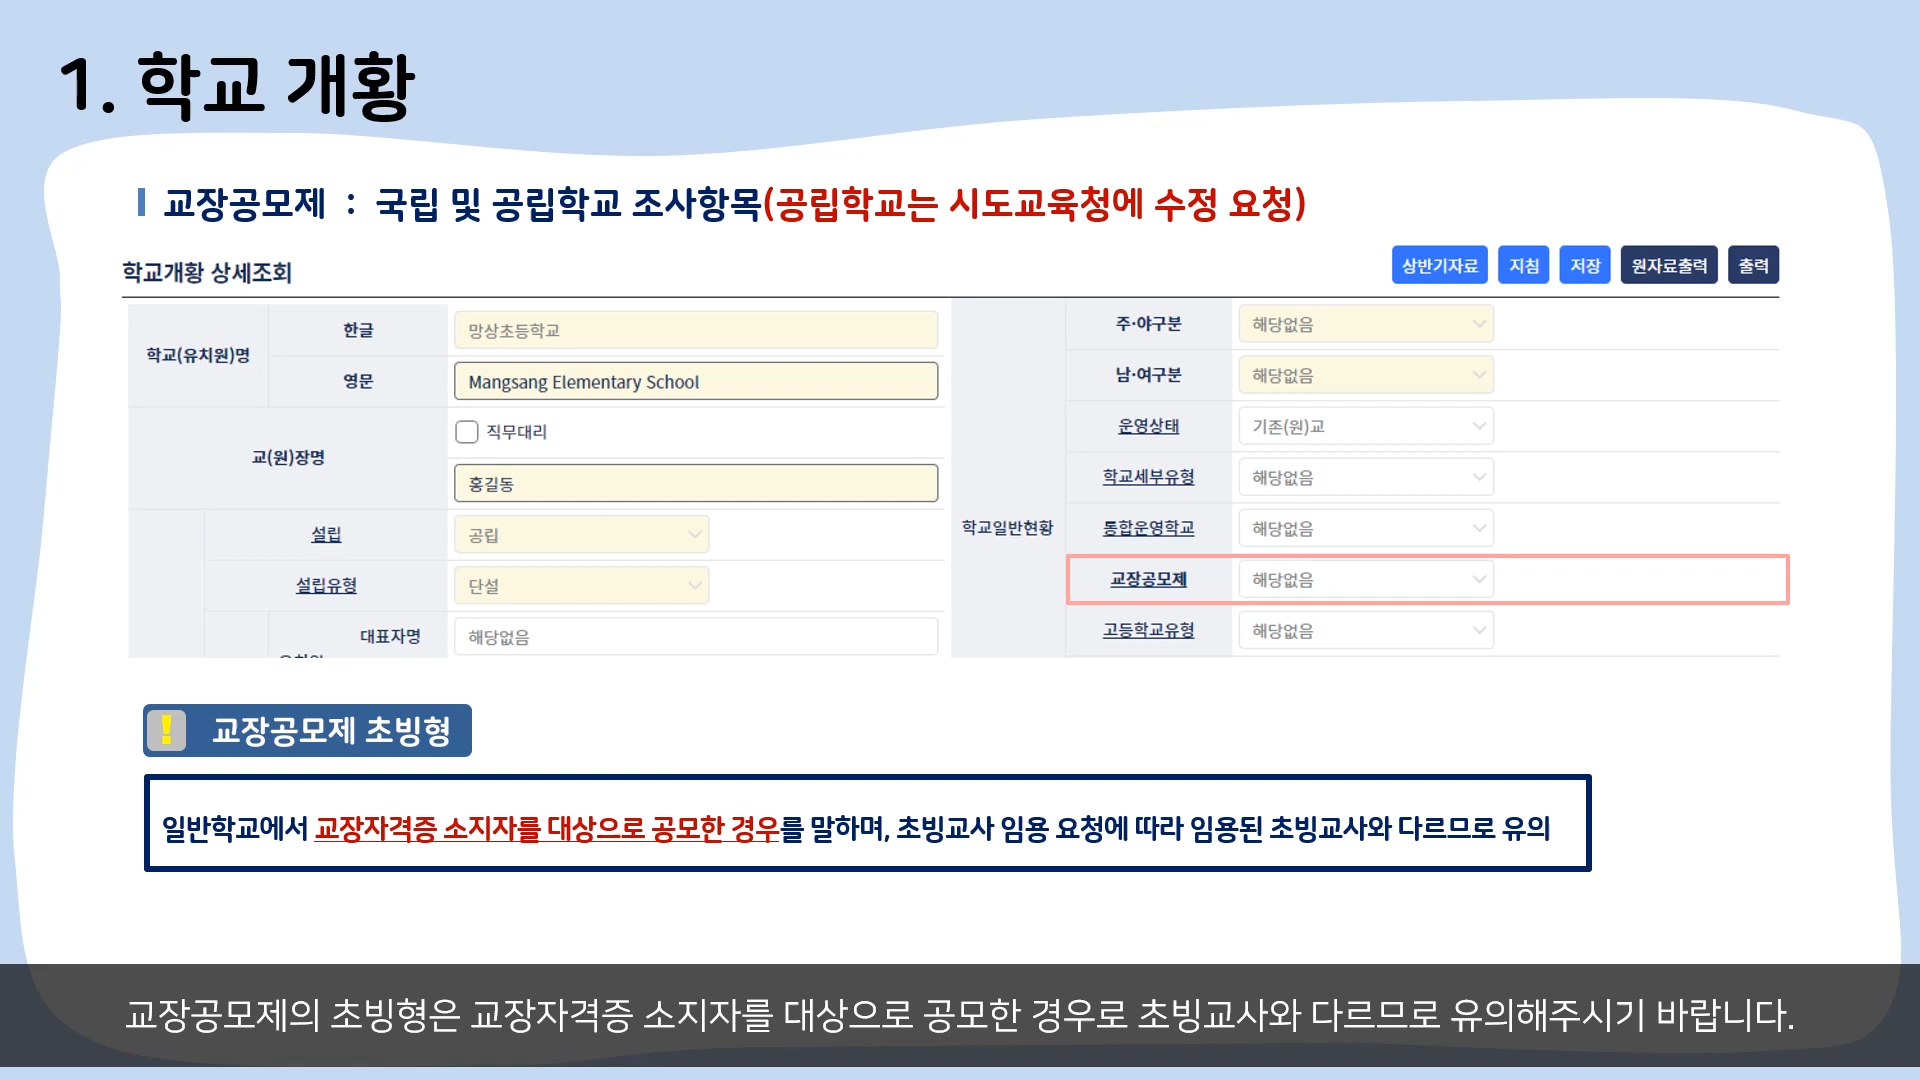 1. 학교 개황
교장공모제 : 국립 및 공립학교 조사항목(공립학교는 시도교육청에 수정 요청)
학교개황 상세조회
상반기자료 지침 저장 원자료출력 출력
학교(유치원)명
한글 망상초등학교
영문 Mangsang Elementary School
교(원)장명
직무대리
홍길동
설립 공립
설립유형 단설
대표자명 해당없음
학교일반현황
주·야구분 해당없음
남·여구분 해당없음
운영상태 기존(원)교
학교세부유형 해당없음
통합운영학교 해당없음
교장공모제 해당없음
고등학교유형 해당없음
! 교장공모제 초빙형
일반학교에서 교장자격증 소지자를 대상으로 공모한 경우를 말하며, 초빙교사 임용 요청에 따라 임용된 초빙교사와 다르므로 유의
교장공모제의 초빙형은 교장자격증 소지자를 대상으로 공모한 경우로 초빙교사와 다르므로 유의해주시기 바랍니다.